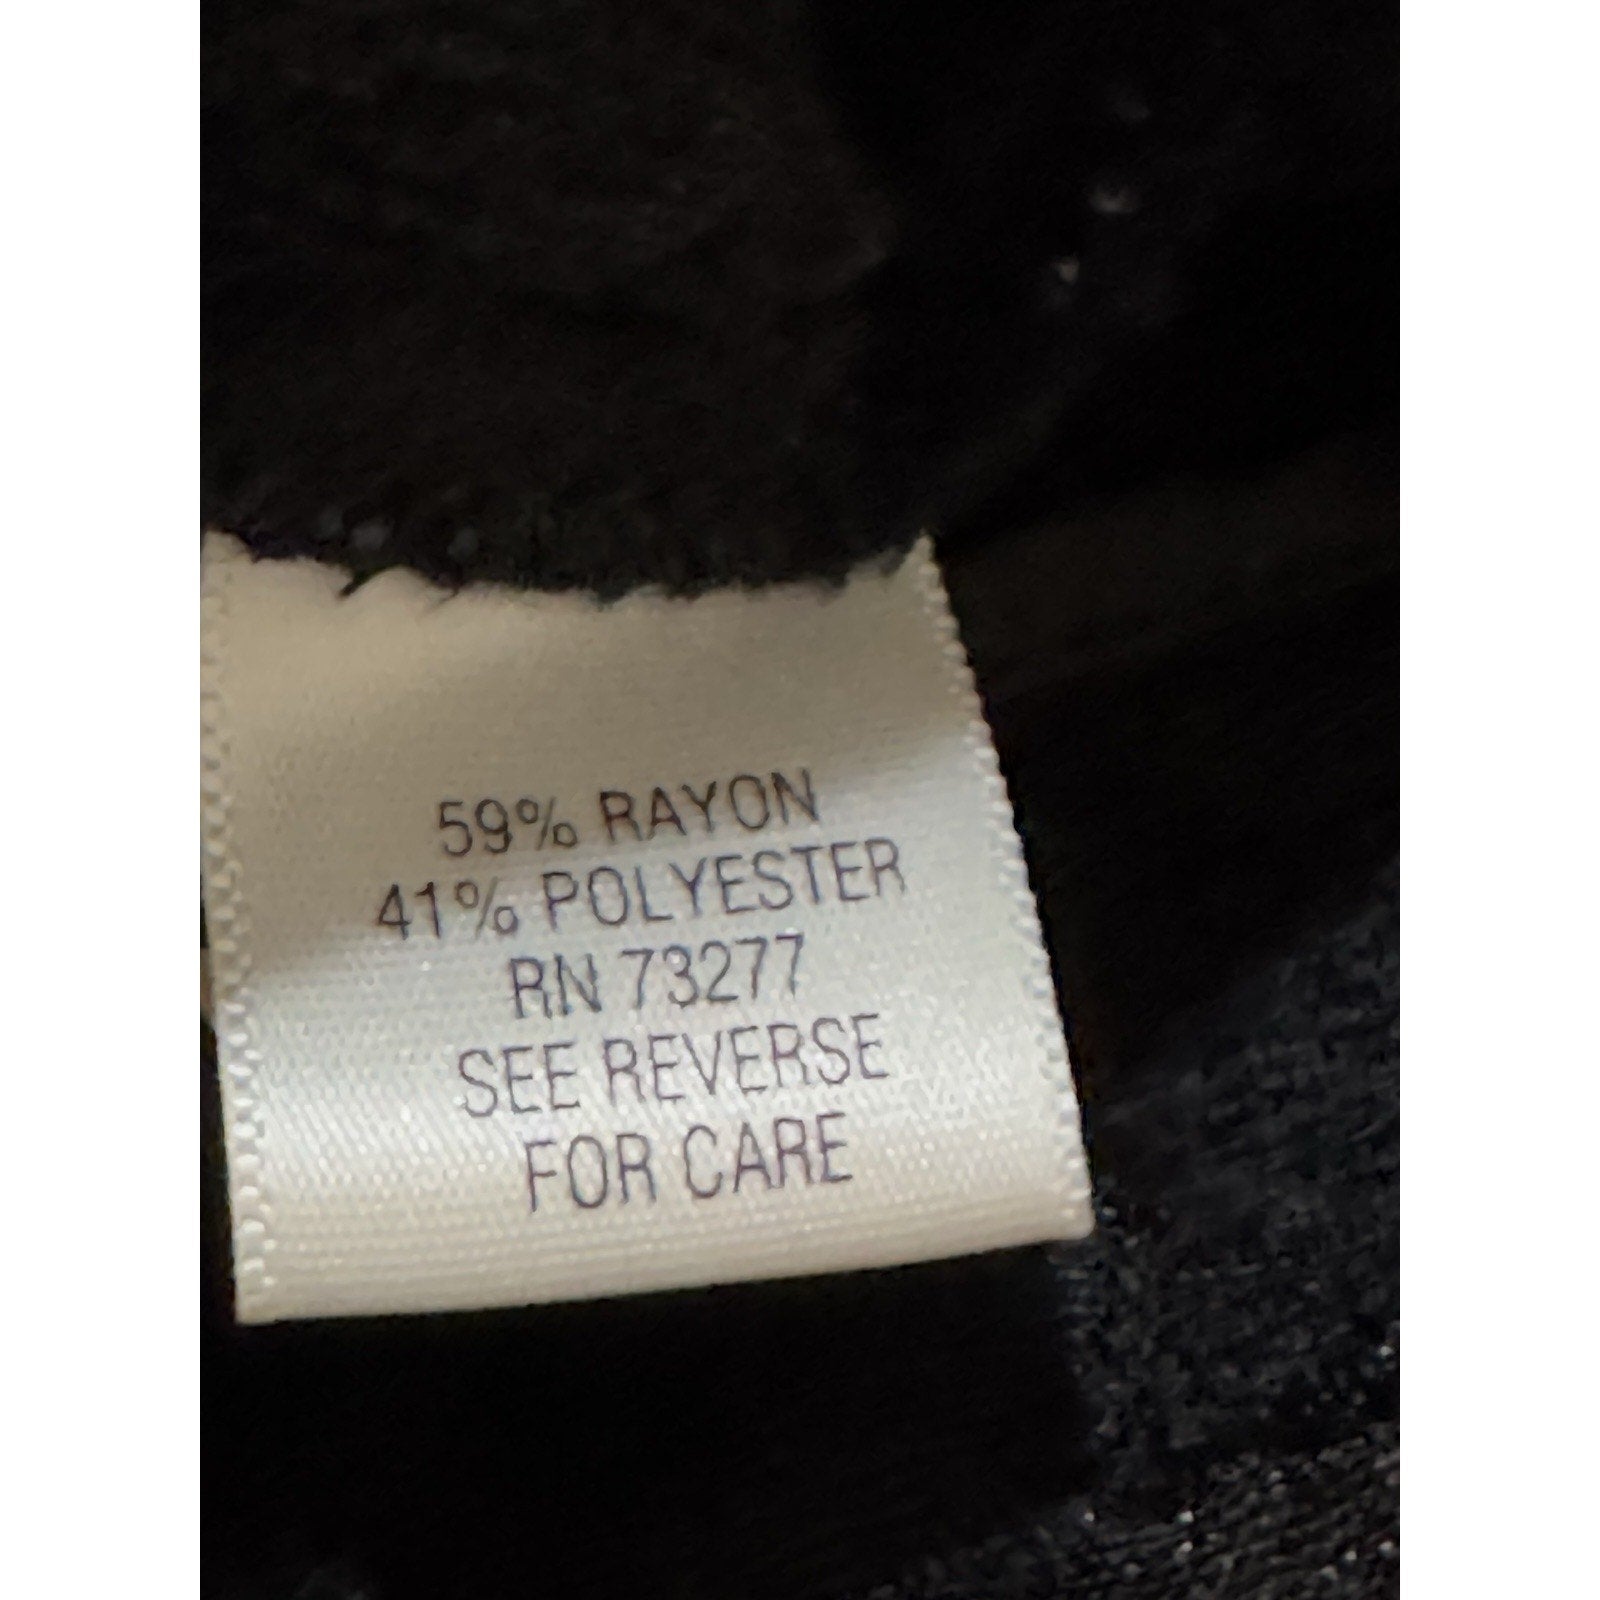 59% RAYON
41% POLYESTER
RN 73277
SEE REVERSE
FOR CARE